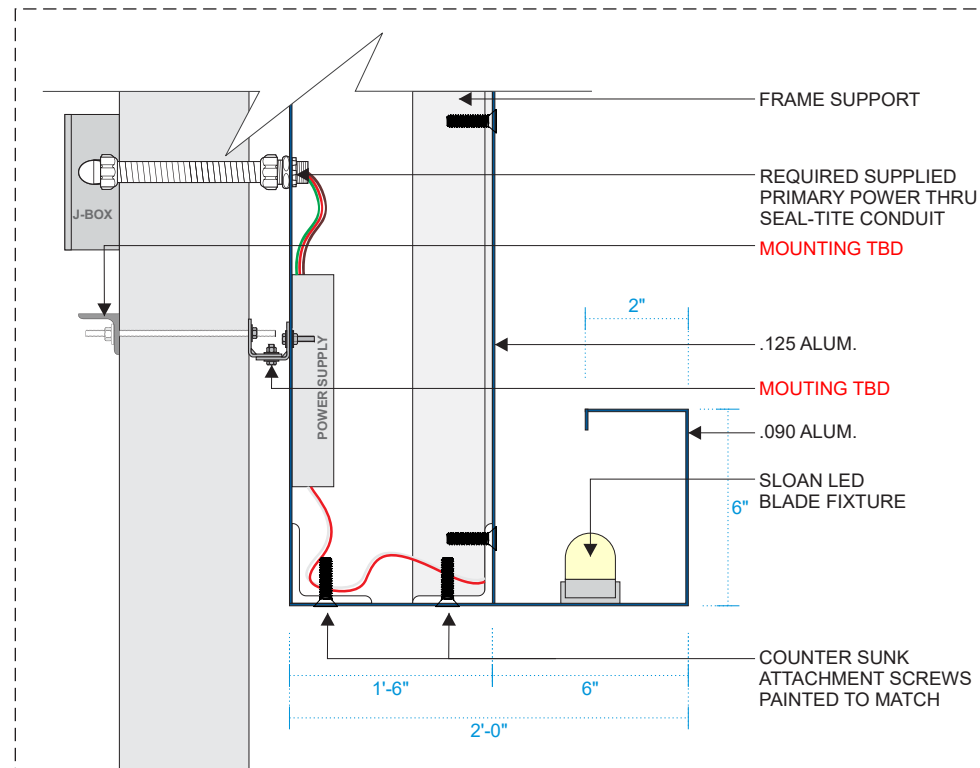 FRAME SUPPORT
REQUIRED SUPPLIED
PRIMARY POWER THRU
SEAL-TITE CONDUIT
J-BOX
MOUNTING TBD
2"
.125 ALUM.
POWER SUPPLY
MOUTING TBD
.090 ALUM.
SLOAN LED
BLADE FIXTURE
6"
COUNTER SUNK
ATTACHMENT SCREWS
PAINTED TO MATCH
1'-6"
6"
2'-0"